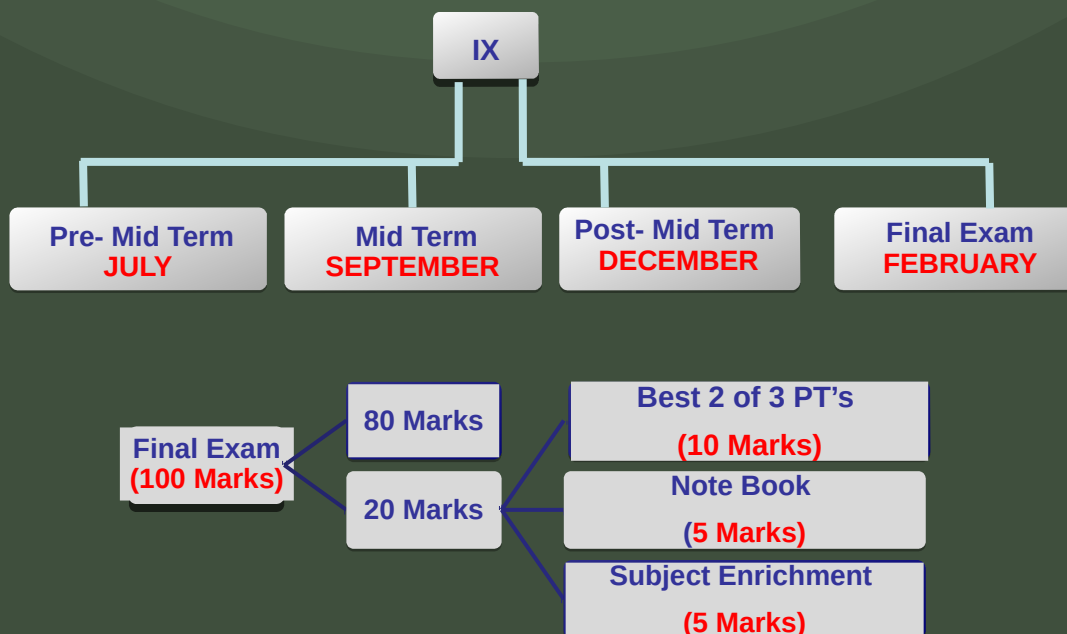 IX
Pre- Mid Term
JULY
Mid Term
SEPTEMBER
Post- Mid Term
DECEMBER
Final Exam
FEBRUARY
Final Exam
(100 Marks)
80 Marks
20 Marks
Best 2 of 3 PT’s
(10 Marks)
Note Book
(5 Marks)
Subject Enrichment
(5 Marks)